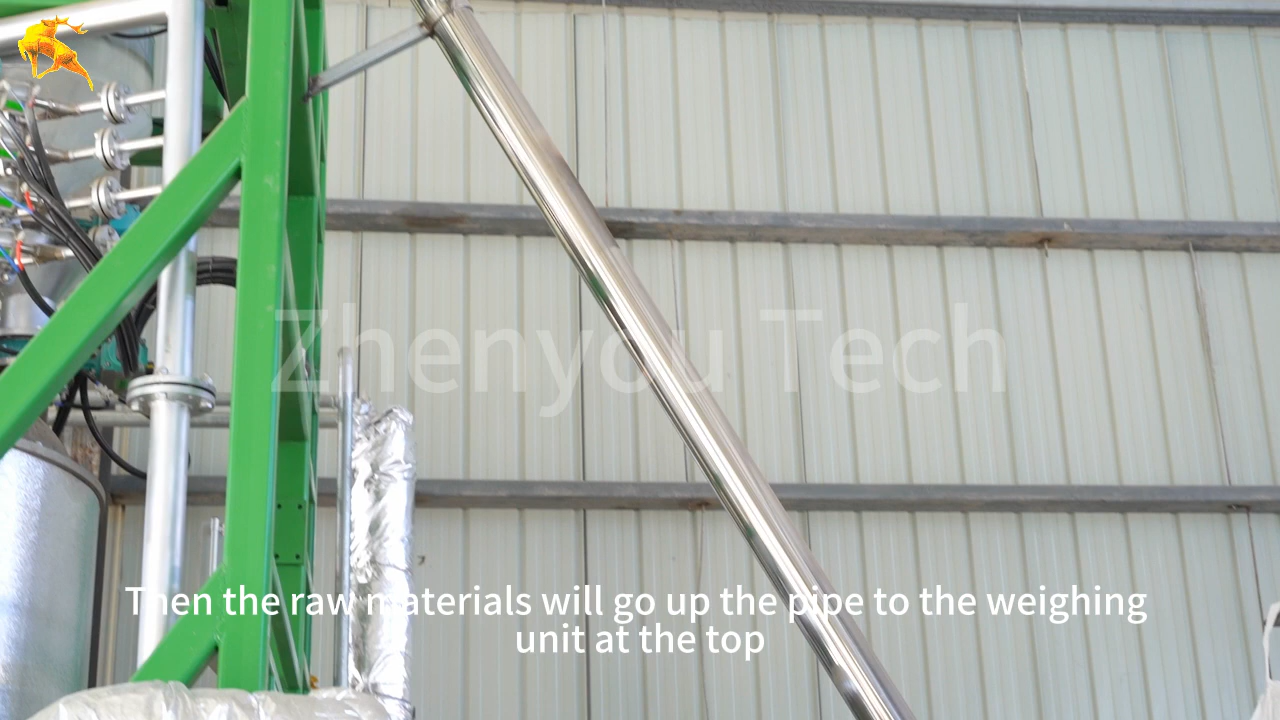 Zhenyou Tech
Then the raw materials will go up the pipe to the weighing
unit at the top